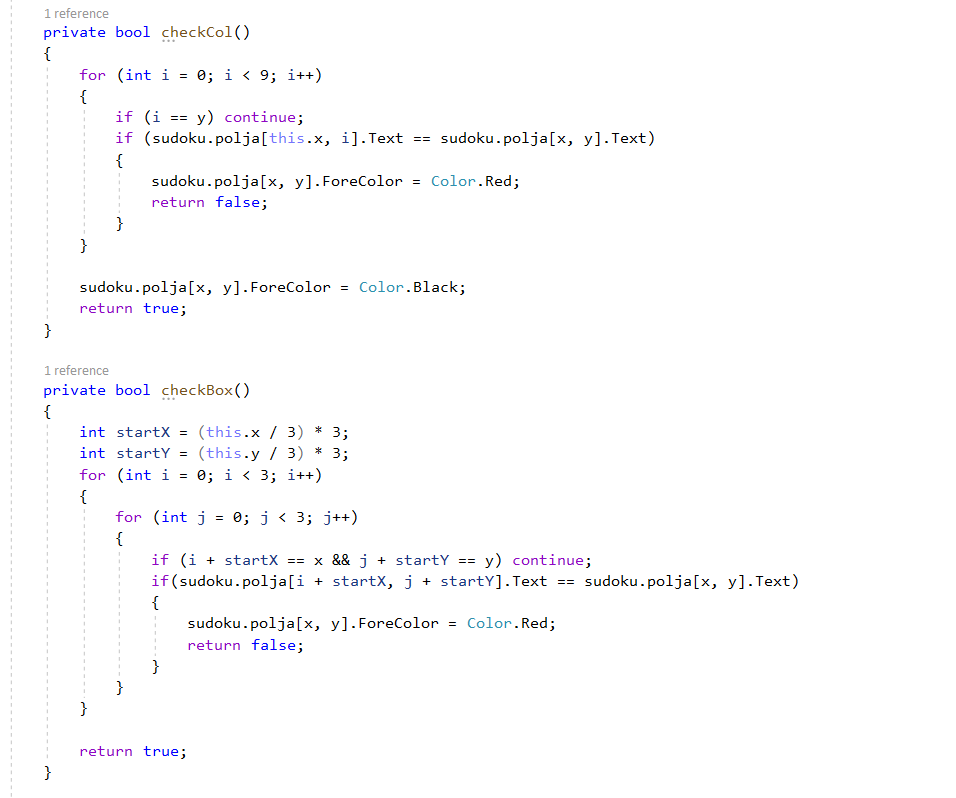 1 reference
private bool checkCol()
{
    for (int i = 0; i < 9; i++)
    {
        if (i == y) continue;
        if (sudoku.polja[this.x, i].Text == sudoku.polja[x, y].Text)
        {
            sudoku.polja[x, y].ForeColor = Color.Red;
            return false;
        }
    }

    sudoku.polja[x, y].ForeColor = Color.Black;
    return true;
}

1 reference
private bool checkBox()
{
    int startX = (this.x / 3) * 3;
    int startY = (this.y / 3) * 3;
    for (int i = 0; i < 3; i++)
    {
        for (int j = 0; j < 3; j++)
        {
            if (i + startX == x && j + startY == y) continue;
            if(sudoku.polja[i + startX, j + startY].Text == sudoku.polja[x, y].Text)
            {
                sudoku.polja[x, y].ForeColor = Color.Red;
                return false;
            }
        }
    }

    return true;
}